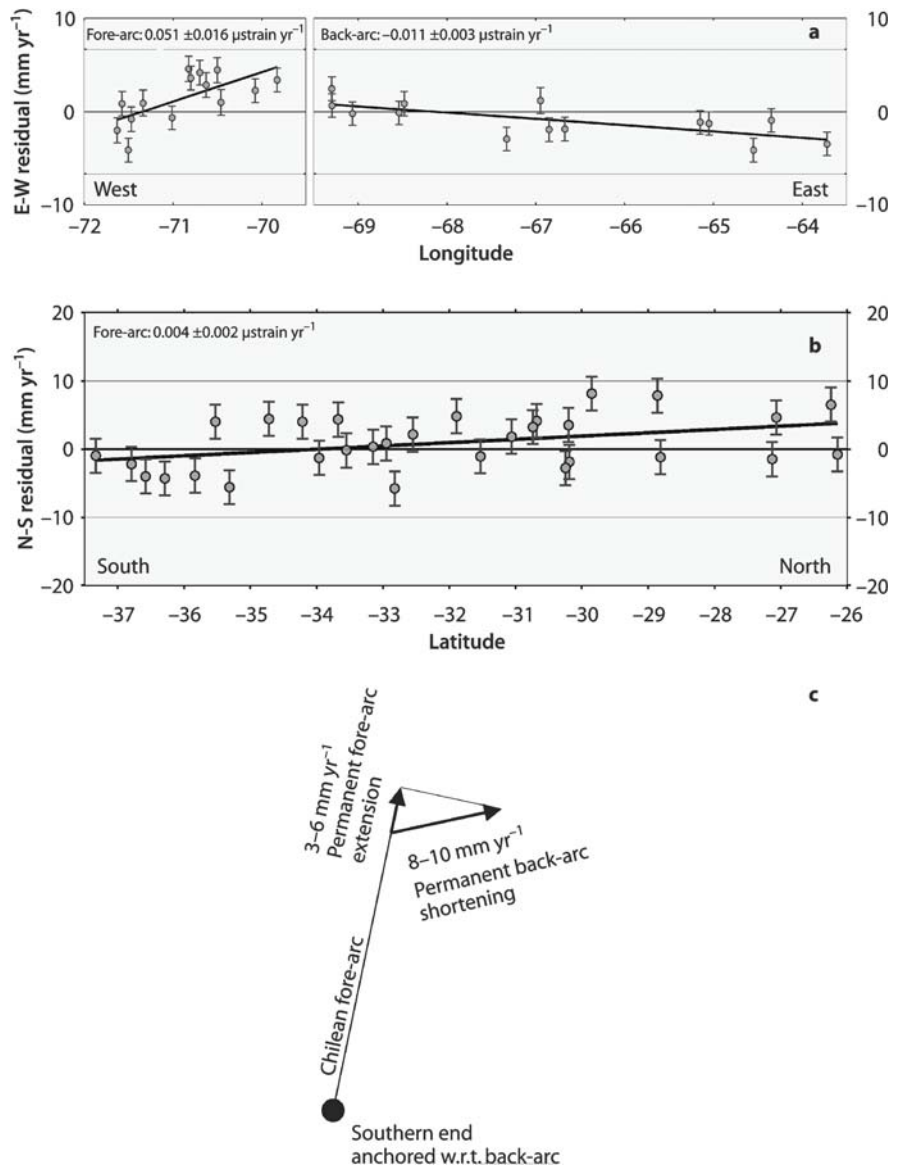 10
Fore-arc: 0.051 ±0.016 µstrain yr⁻¹
Back-arc: −0.011 ±0.003 µstrain yr⁻¹
a
10
E-W residual (mm yr⁻¹)
0
0
West
East
−10
−10
−72
−71
−70
−69
−68
−67
−66
−65
−64
Longitude
20
Fore-arc: 0.004 ±0.002 µstrain yr⁻¹
b
20
N-S residual (mm yr⁻¹)
10
10
0
0
−10
−10
South
North
−20
−20
−37
−36
−35
−34
−33
−32
−31
−30
−29
−28
−27
−26
Latitude
c
3–6 mm yr⁻¹
Permanent fore-arc
extension
8–10 mm yr⁻¹
Permanent back-arc
shortening
Chilean fore-arc
Southern end
anchored w.r.t. back-arc